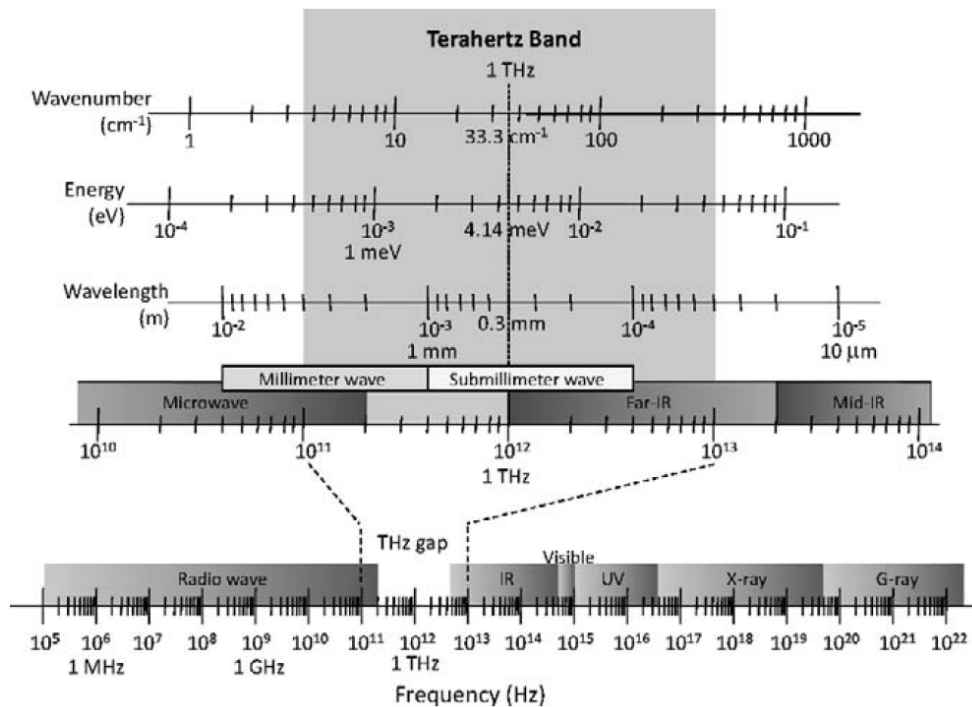 Terahertz Band
1 THz
Wavenumber
(cm⁻¹)
1 10 33.3 cm⁻¹ 100 1000
Energy
(eV)
10⁻⁴ 10⁻³ 4.14 meV 10⁻² 10⁻¹
1 meV
Wavelength
(m)
10⁻² 10⁻³ 0.3 mm 10⁻⁴ 10⁻⁵
1 mm 10 μm
Millimeter wave Submillimeter wave
Microwave Far-IR Mid-IR
10¹⁰ 10¹¹ 10¹² 10¹³ 10¹⁴
1 THz
THz gap
Visible
Radio wave IR UV X-ray G-ray
10⁵ 10⁶ 10⁷ 10⁸ 10⁹ 10¹⁰ 10¹¹ 10¹² 10¹³ 10¹⁴ 10¹⁵ 10¹⁶ 10¹⁷ 10¹⁸ 10¹⁹ 10²⁰ 10²¹ 10²²
1 MHz 1 GHz 1 THz
Frequency (Hz)